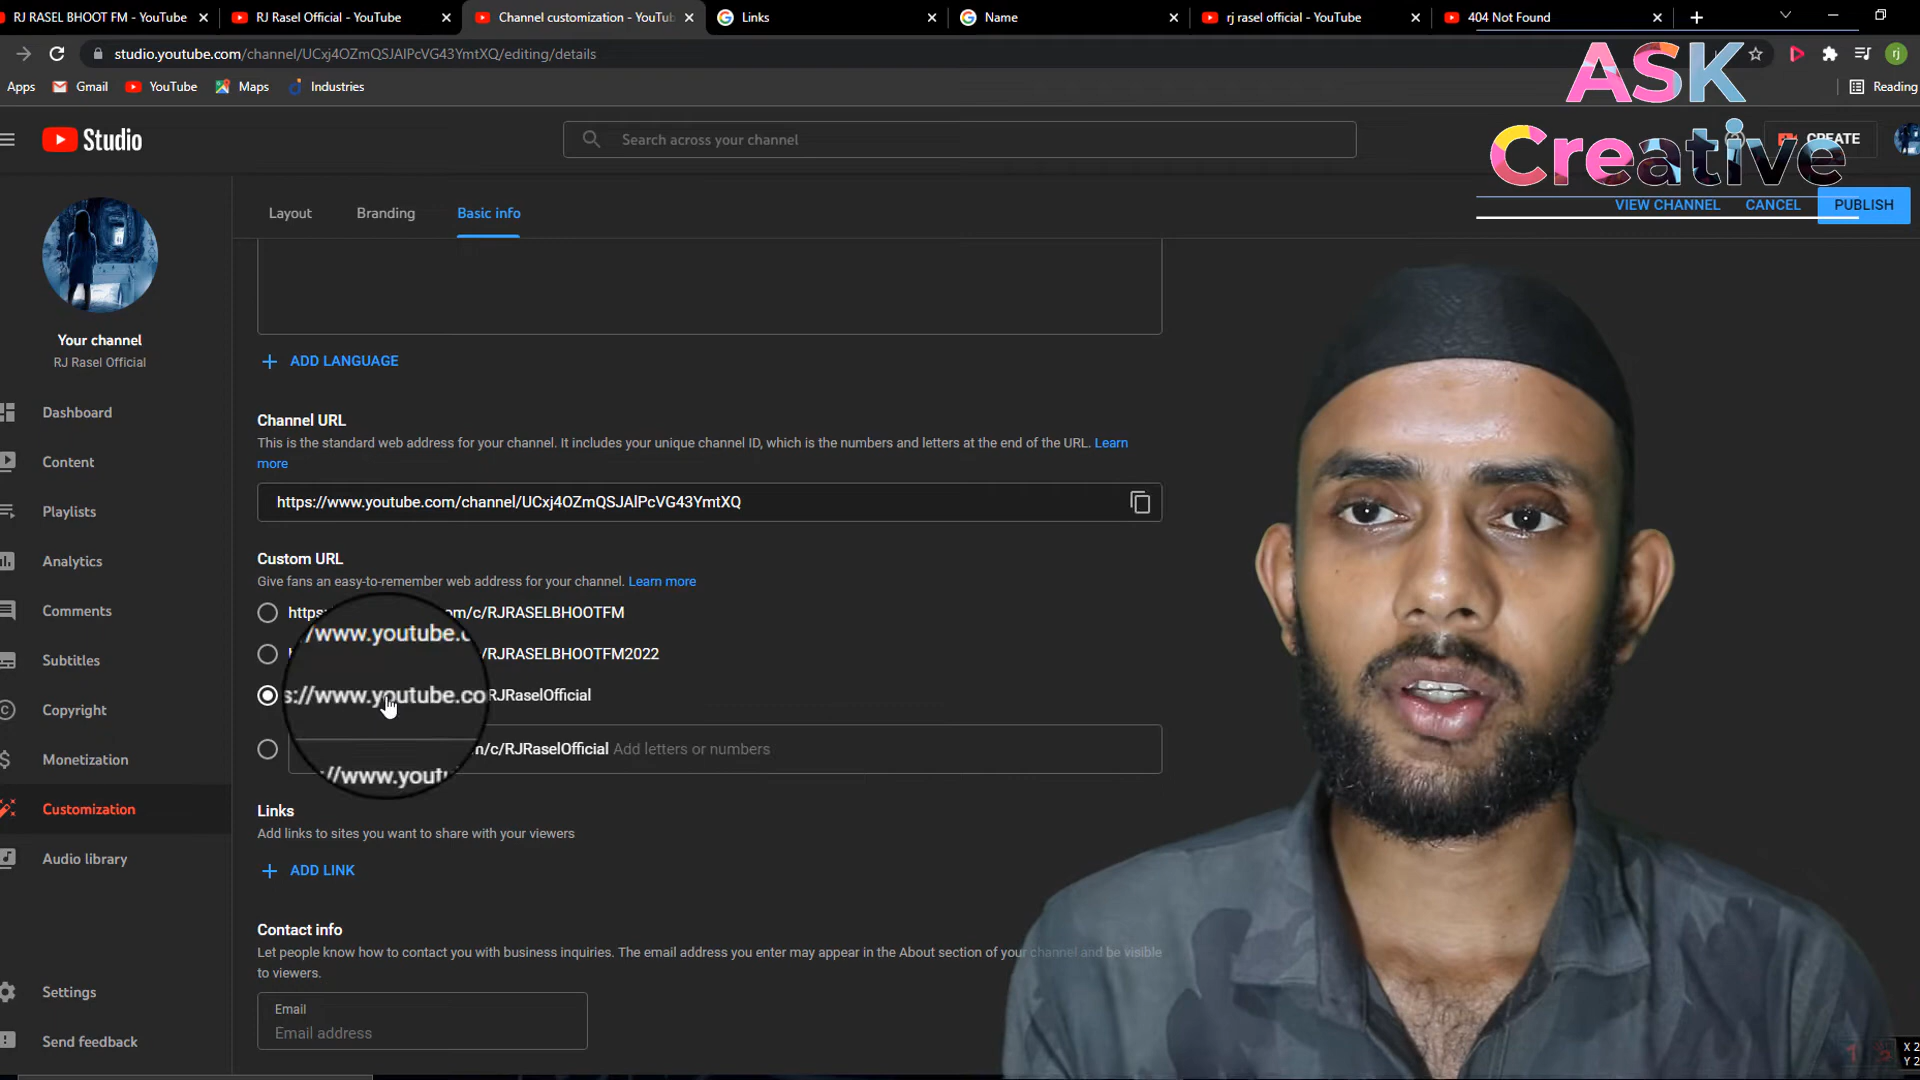 RJ RASEL BHOOT FM - YouTube
RJ Rasel Official - YouTube
Channel customization - YouTub
Links
Name
rj rasel official - YouTube
404 Not Found
studio.youtube.com/channel/UCxj4OZmQSJAlPcVG43YmtXQ/editing/details
rj
Apps
Gmail
YouTube
Maps
Industries
Reading
ASK
Creative
Studio
Search across your channel
CREATE
Layout
Branding
Basic info
VIEW CHANNEL
CANCEL
PUBLISH
Your channel
RJ Rasel Official
Dashboard
Content
Playlists
Analytics
Comments
Subtitles
Copyright
Monetization
Customization
Audio library
Settings
Send feedback
ADD LANGUAGE
Channel URL
This is the standard web address for your channel. It includes your unique channel ID, which is the numbers and letters at the end of the URL. Learn
more
https://www.youtube.com/channel/UCxj4OZmQSJAlPcVG43YmtXQ
Custom URL
Give fans an easy-to-remember web address for your channel. Learn more
https om/c/RJRASELBHOOTFM
/www.youtube.c
/RJRASELBHOOTFM2022
s://www.youtube.co RJRaselOfficial
m/c/RJRaselOfficial Add letters or numbers
://www.yout
Links
Add links to sites you want to share with your viewers
ADD LINK
Contact info
Let people know how to contact you with business inquiries. The email address you enter may appear in the About section of your channel and be visible
to viewers.
Email
Email address
X 2
Y 2